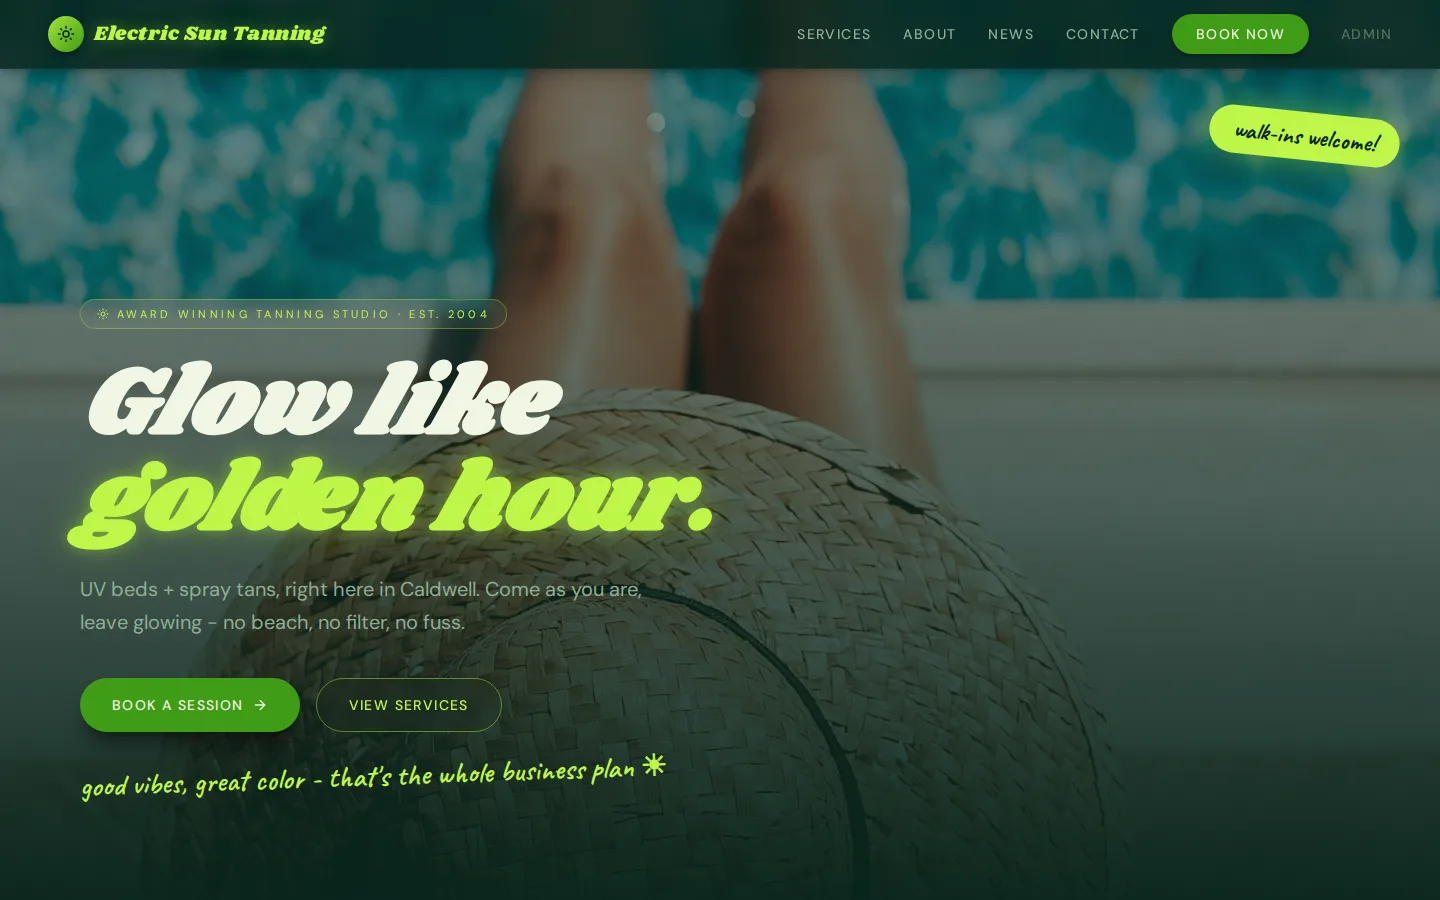 Electric Sun Tanning
SERVICES ABOUT NEWS CONTACT BOOK NOW ADMIN
walk-ins welcome!
AWARD WINNING TANNING STUDIO · EST. 2004
Glow like
golden hour.
UV beds + spray tans, right here in Caldwell. Come as you are,
leave glowing - no beach, no filter, no fuss.
BOOK A SESSION → VIEW SERVICES
good vibes, great color - that's the whole business plan ☀